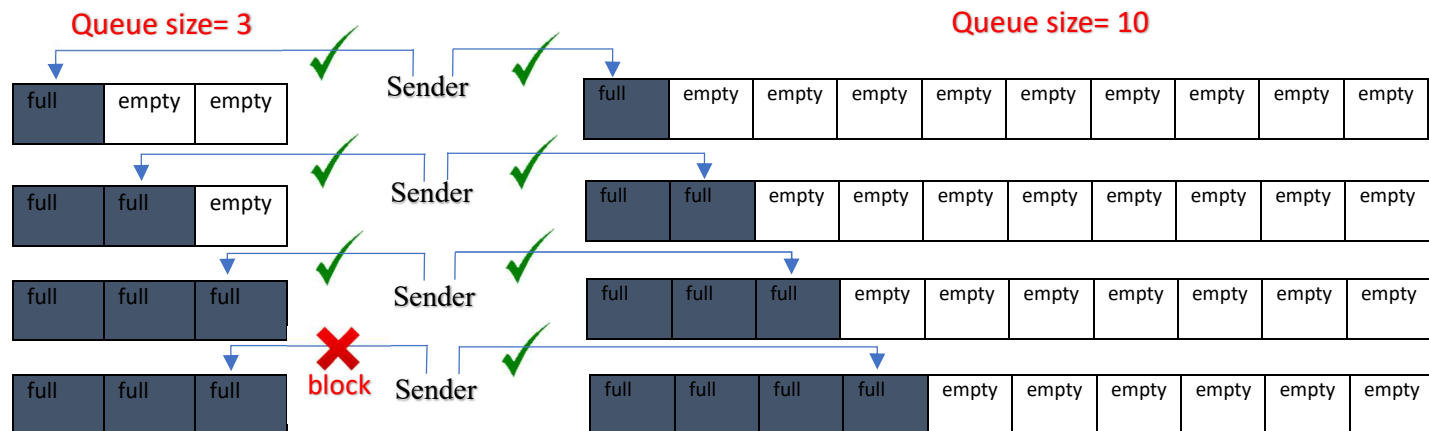 Queue size= 3 Queue size= 10
Sender
full empty empty full empty empty empty empty empty empty empty empty empty
Sender
full full empty full full empty empty empty empty empty empty empty empty
Sender
full full full full full full empty empty empty empty empty empty empty
block Sender
full full full full full full full empty empty empty empty empty empty